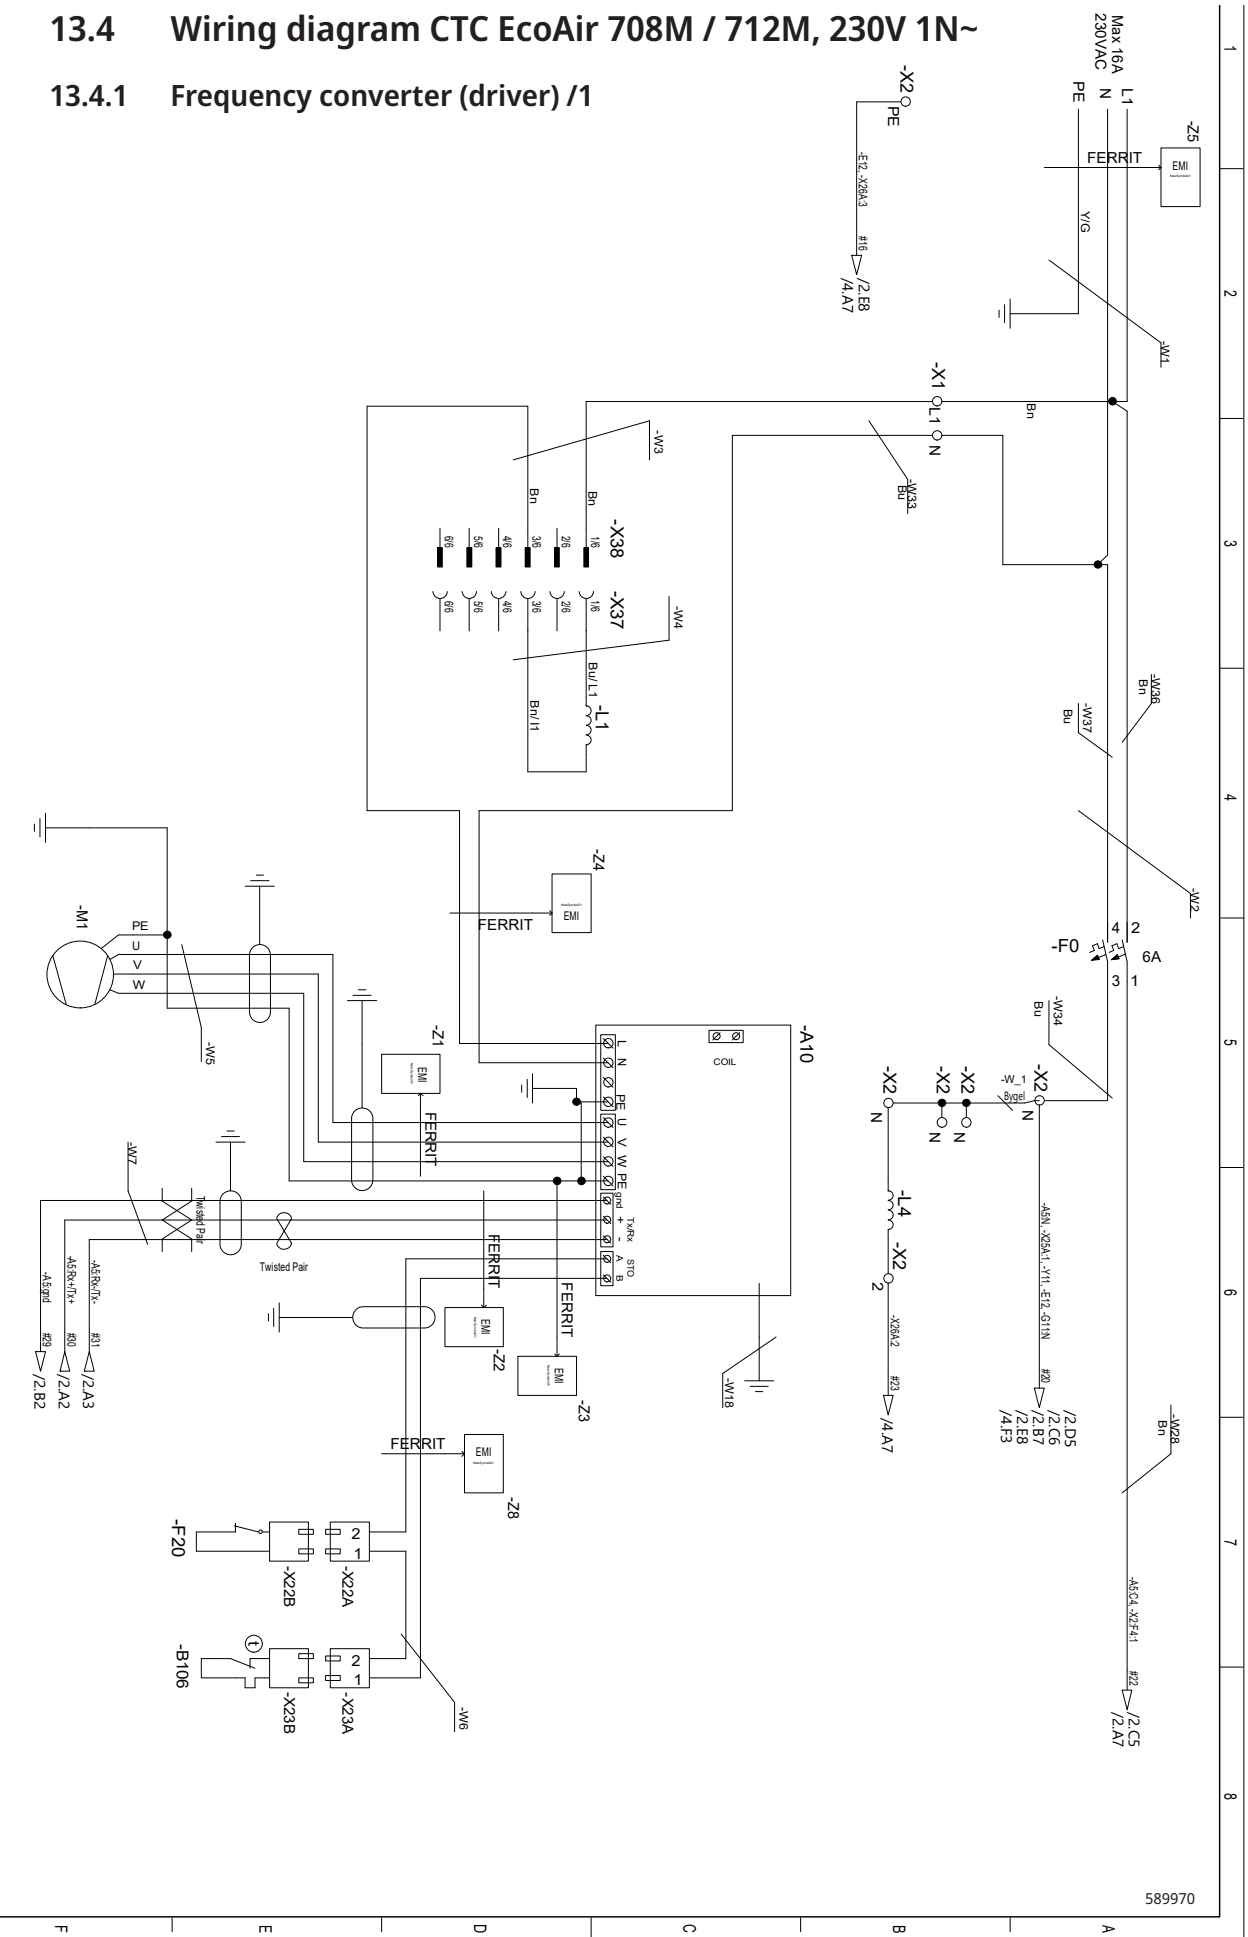 13.4 Wiring diagram CTC EcoAir 708M / 712M, 230V 1N~
13.4.1 Frequency converter (driver) /1
Max 16A
230VAC
L1
N
PE
-Z5
EMI
FERRIT
Y/G
-W1
-X2
PE
-E12, -X26A:3
#16
/2.E8
/4.A7
-X1
L1
N
Bn
-W33
Bu
-W3
Bn
Bn
-X38
1/6
2/6
3/6
4/6
5/6
6/6
-X37
1/6
2/6
3/6
4/6
5/6
6/6
-W4
Bu/ L1
Bn/ l1
-L1
-W36
Bn
-W37
Bu
-W2
-F0
4
2
6A
3
1
-W34
Bu
-Z4
EMI
FERRIT
-M1
PE
U
V
W
-W5
-Z1
EMI
FERRIT
-A10
COIL
L
N
PE
U
V
W
PE
gnd
+
-
Tx/Rx
A
B
STO
-X2
N
-X2
N
-X2
N
-W_1
Bygel
-X2
N
-L4
-X2
2
-X26A:2
#23
/4.A7
-A5:N, -X25A:1, -Y11, -E12, -G11:N
#20
/2.D5
/2.C6
/2.B7
/2.E8
/4.F3
-W7
Twisted Pair
Twisted Pair
-A5:gnd
#29
/2.B2
-A5:Rx+/Tx+
#30
/2.A2
-A5:Rx-/Tx-
#31
/2.A3
FERRIT
EMI
-Z2
FERRIT
EMI
-Z3
-W18
-W28
Bn
FERRIT
EMI
-Z8
-F20
-X22B
2
1
-X22A
-B106
t
-X23B
2
1
-X23A
-W6
-A5:C4, -X2:F4:1
#22
/2.C5
/2.A7
1
2
3
4
5
6
7
8
589970
F
E
D
C
B
A